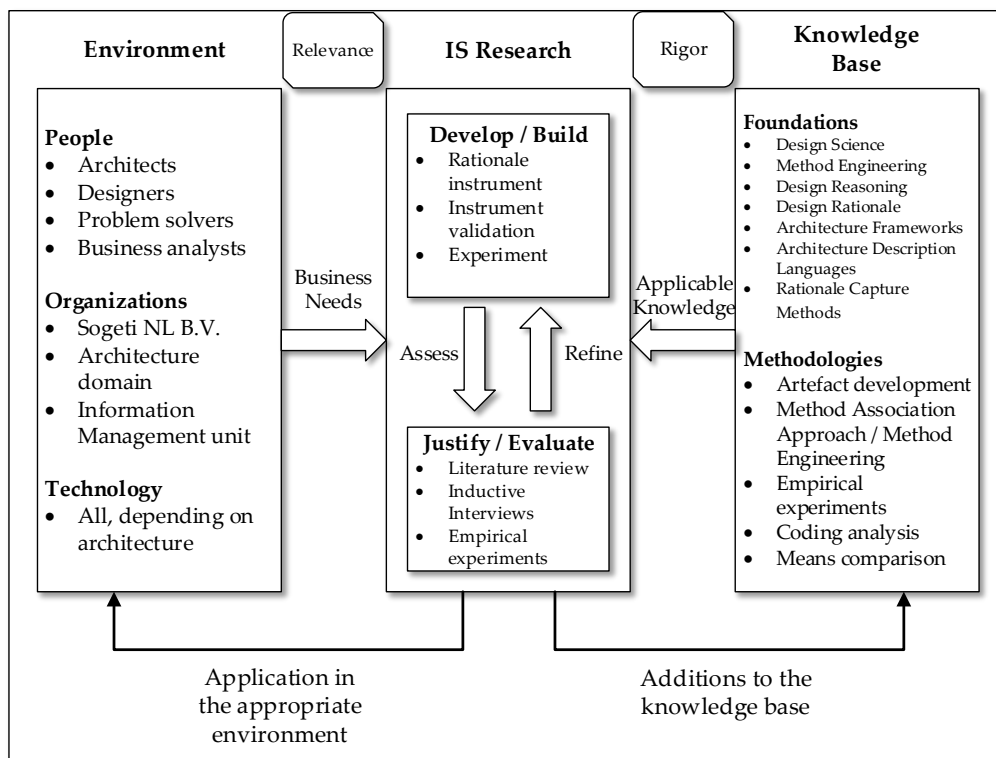 Environment
Relevance
IS Research
Rigor
Knowledge
Base
People
• Architects
• Designers
• Problem solvers
• Business analysts
Organizations
• Sogeti NL B.V.
• Architecture
domain
• Information
Management unit
Technology
• All, depending on
architecture
Business
Needs
Develop / Build
• Rationale
instrument
• Instrument
validation
• Experiment
Assess
Refine
Justify / Evaluate
• Literature review
• Inductive
Interviews
• Empirical
experiments
Applicable
Knowledge
Foundations
• Design Science
• Method Engineering
• Design Reasoning
• Design Rationale
• Architecture Frameworks
• Architecture Description
Languages
• Rationale Capture
Methods
Methodologies
• Artefact development
• Method Association
Approach / Method
Engineering
• Empirical
experiments
• Coding analysis
• Means comparison
Application in
the appropriate
environment
Additions to the
knowledge base